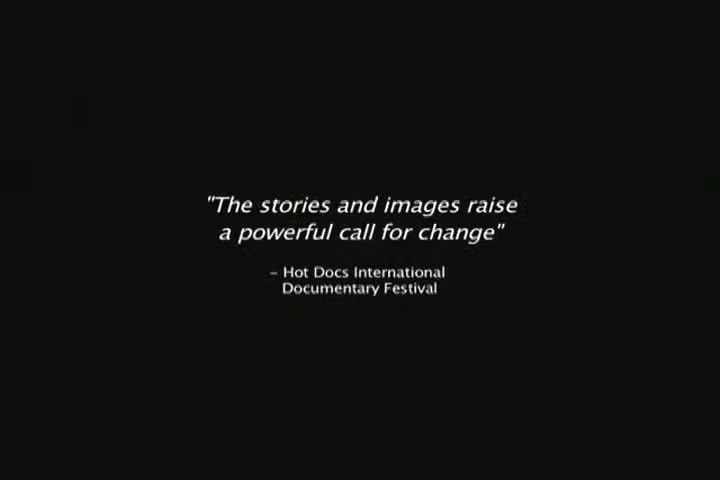 "The stories and images raise
a powerful call for change"
– Hot Docs International
Documentary Festival